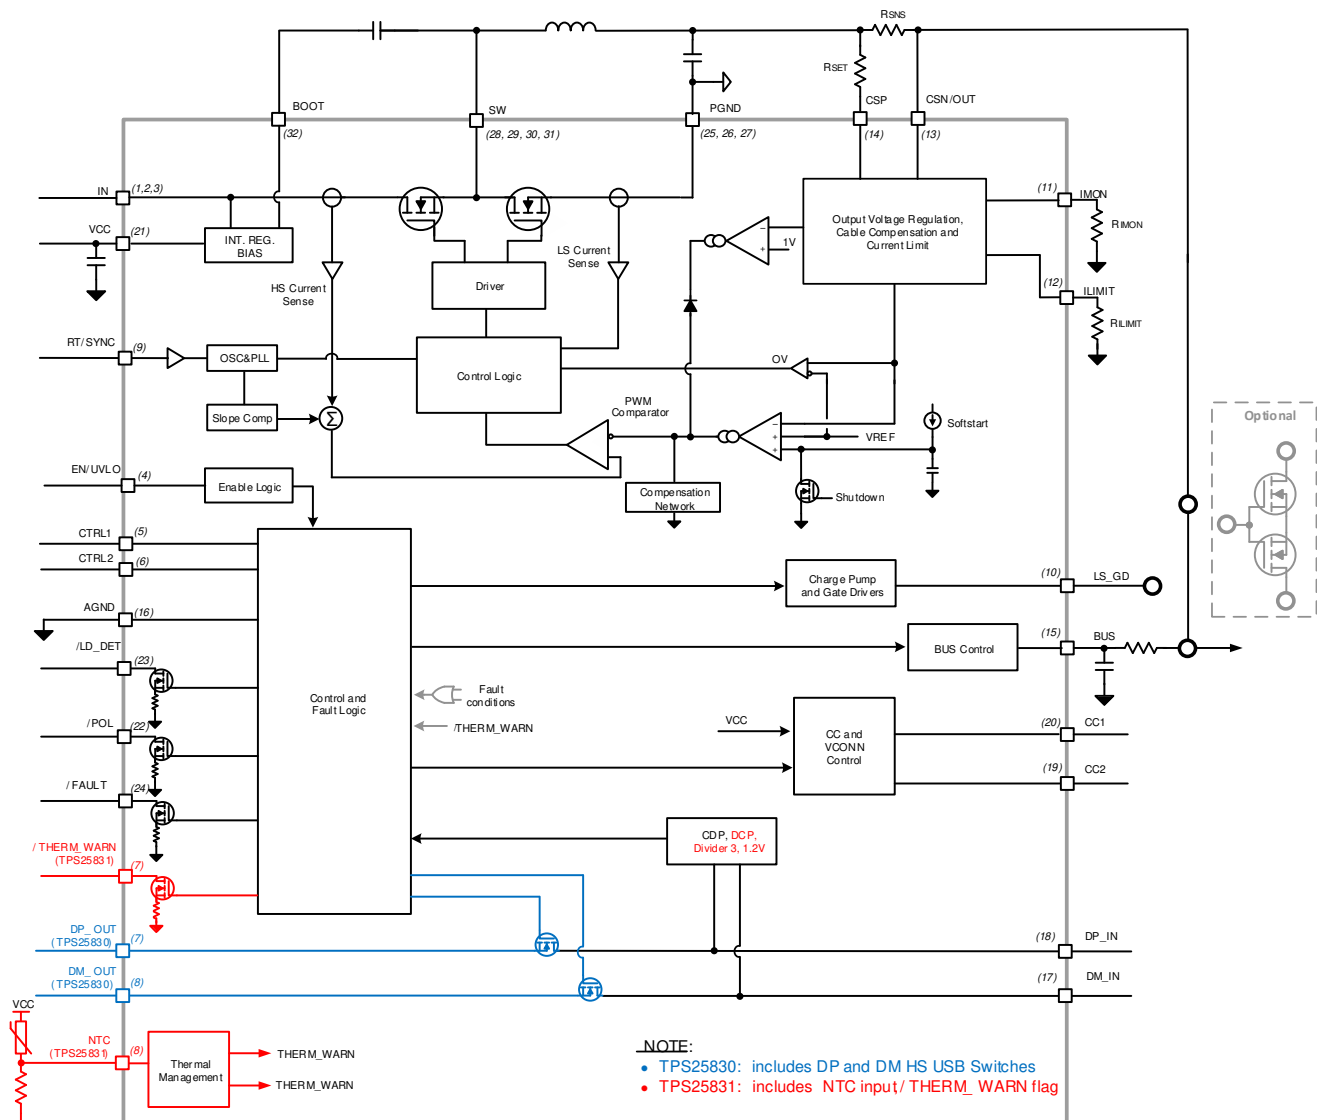 RSNS
RSET
BOOT
SW
PGND
CSP
CSN/OUT
(32)
(28, 29, 30, 31)
(25, 26, 27)
(14)
(13)
IN
(1,2,3)
(11)
IMON
RIMON
VCC
(21)
INT. REG.
BIAS
Output Voltage Regulation,
Cable Compensation and
Current Limit
1V
LS Current
Sense
HS Current
Sense
Driver
(12)
ILIMIT
RILIMIT
RT/SYNC
(9)
OSC&PLL
Control Logic
OV
Slope Comp
Σ
PWM
Comparator
VREF
Softstart
Optional
EN/UVLO
(4)
Enable Logic
Compensation
Network
Shutdown
CTRL1
(5)
CTRL2
(6)
Charge Pump
and Gate Drivers
(10)
LS_GD
AGND
(16)
BUS Control
(15)
BUS
/LD_DET
(23)
Control and
Fault Logic
Fault
conditions
/THERM_WARN
/POL
(22)
VCC
CC and
VCONN
Control
(20)
CC1
(19)
CC2
/FAULT
(24)
CDP, DCP,
Divider 3, 1.2V
/THERM_WARN
(TPS25831)
(7)
DP_OUT
(TPS25830)
(7)
(18)
DP_IN
DM_OUT
(TPS25830)
(8)
(17)
DM_IN
VCC
NTC
(TPS25831)
(8)
Thermal
Management
THERM_WARN
THERM_WARN
NOTE:
• TPS25830: includes DP and DM HS USB Switches
• TPS25831: includes NTC input, / THERM_WARN flag